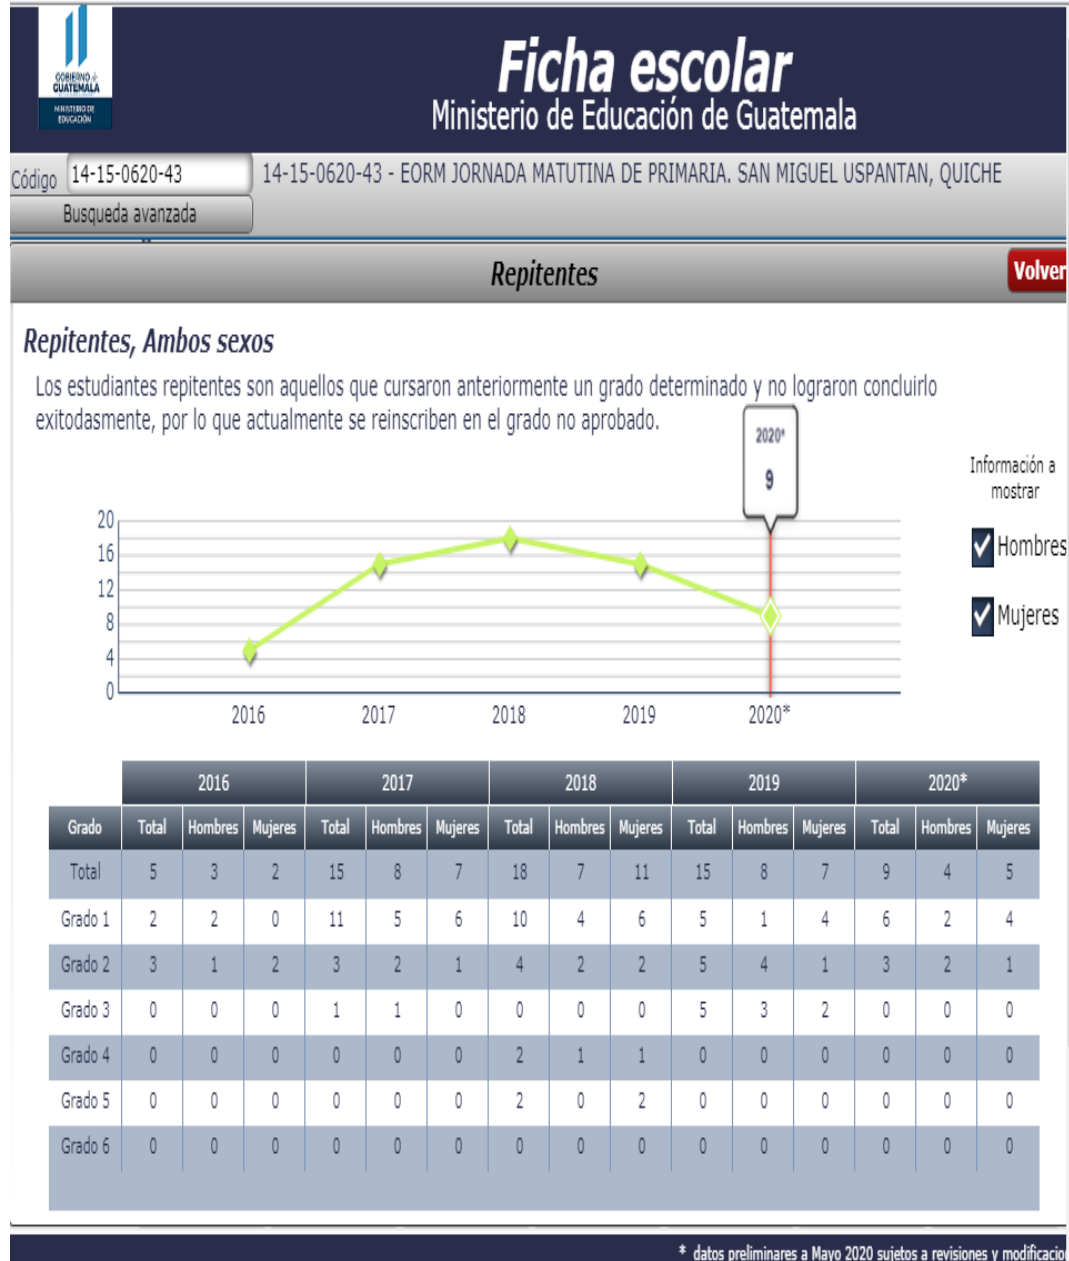 GOBIERNO de
GUATEMALA
MINISTERIO DE
EDUCACIÓN
Ficha escolar
Ministerio de Educación de Guatemala
Código 14-15-0620-43 14-15-0620-43 - EORM JORNADA MATUTINA DE PRIMARIA. SAN MIGUEL USPANTAN, QUICHE
Busqueda avanzada
Repitentes Volver
Repitentes, Ambos sexos
Los estudiantes repitentes son aquellos que cursaron anteriormente un grado determinado y no lograron concluirlo
exitodasmente, por lo que actualmente se reinscriben en el grado no aprobado.
2020*
9
Información a
mostrar
Hombres
Mujeres
20
16
12
8
4
0
2016 2017 2018 2019 2020*
2016 2017 2018 2019 2020*
Grado Total Hombres Mujeres Total Hombres Mujeres Total Hombres Mujeres Total Hombres Mujeres Total Hombres Mujeres
Total 5 3 2 15 8 7 18 7 11 15 8 7 9 4 5
Grado 1 2 2 0 11 5 6 10 4 6 5 1 4 6 2 4
Grado 2 3 1 2 3 2 1 4 2 2 5 4 1 3 2 1
Grado 3 0 0 0 1 1 0 0 0 0 5 3 2 0 0 0
Grado 4 0 0 0 0 0 0 2 1 1 0 0 0 0 0 0
Grado 5 0 0 0 0 0 0 2 0 2 0 0 0 0 0 0
Grado 6 0 0 0 0 0 0 0 0 0 0 0 0 0 0 0
* datos preliminares a Mayo 2020 sujetos a revisiones y modificacio